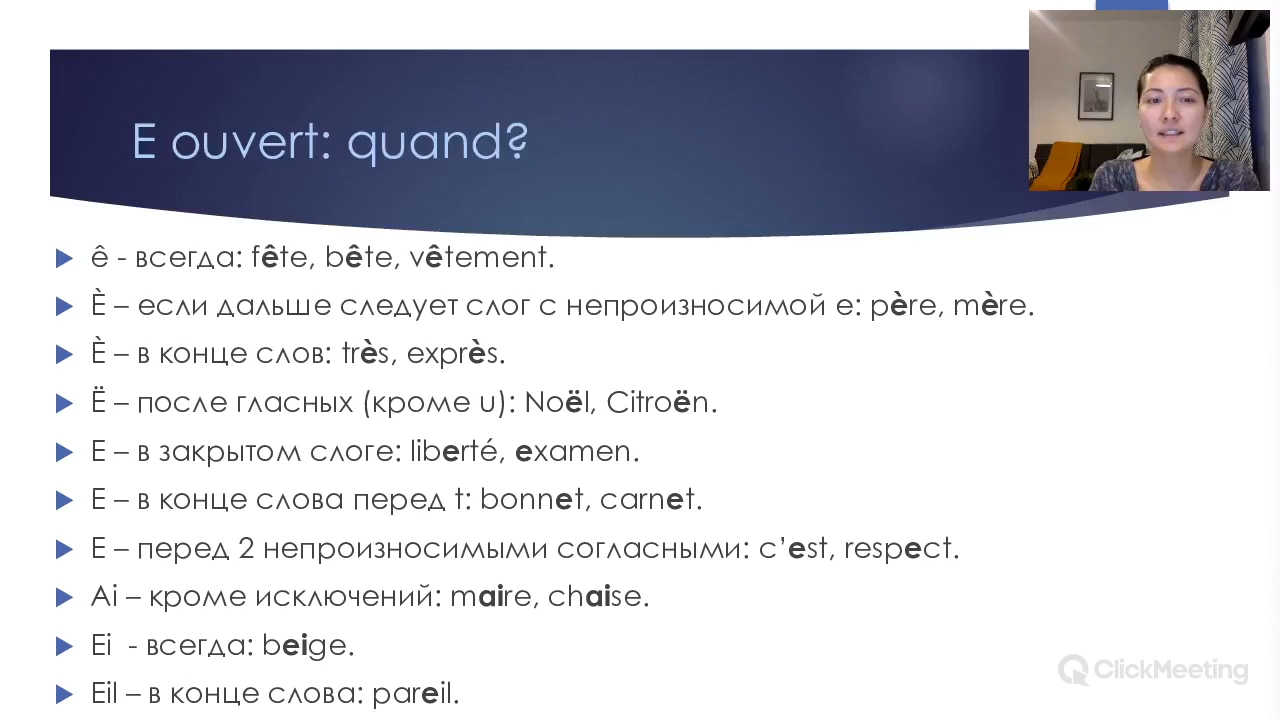 E ouvert: quand?
ê - всегда: fête, bête, vêtement.
È – если дальше следует слог с непроизносимой е: père, mère.
È – в конце слов: très, exprès.
Ë – после гласных (кроме u): Noël, Citroën.
E – в закрытом слоге: liberté, examen.
E – в конце слова перед t: bonnet, carnet.
E – перед 2 непроизносимыми согласными: c'est, respect.
Ai – кроме исключений: maire, chaise.
Ei - всегда: beige.
Eil – в конце слова: pareil.
ClickMeeting